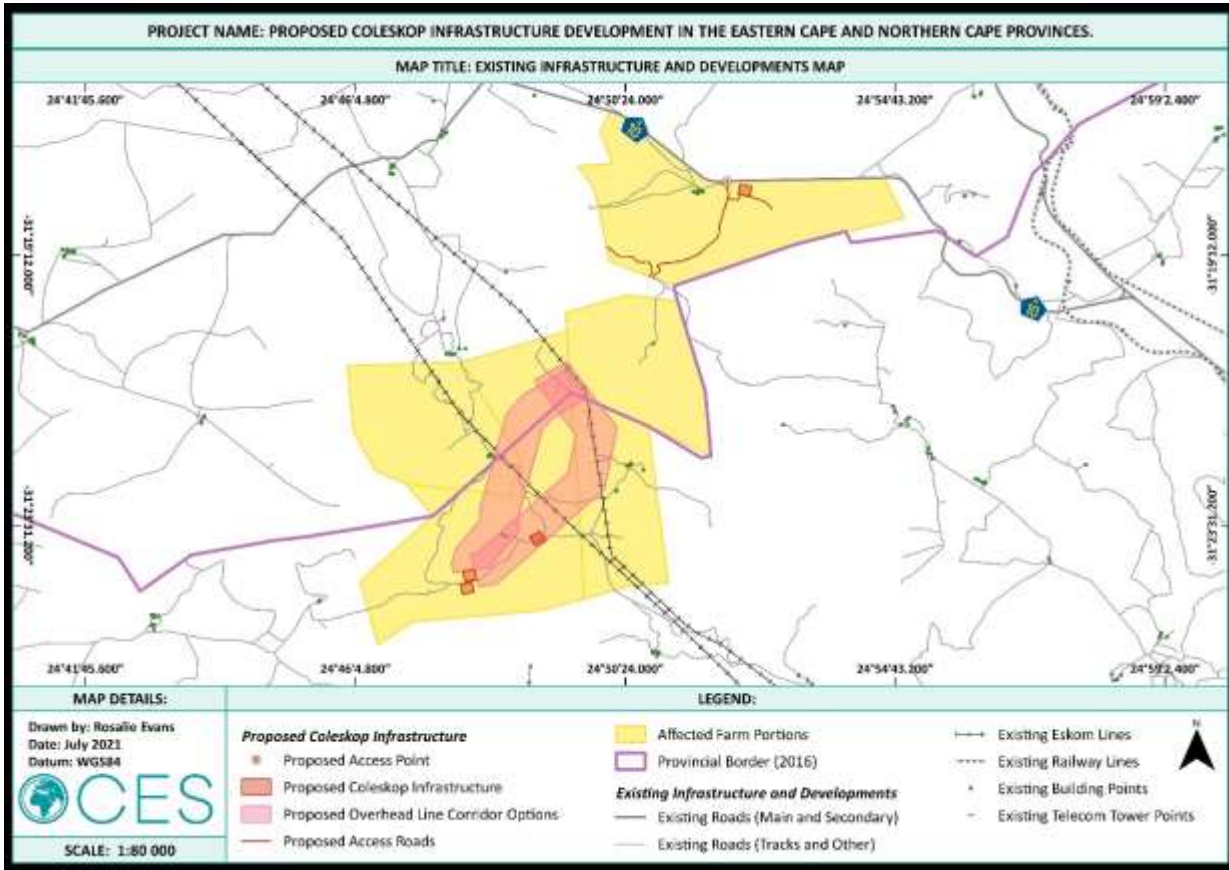 PROJECT NAME: PROPOSED COLESKOP INFRASTRUCTURE DEVELOPMENT IN THE EASTERN CAPE AND NORTHERN CAPE PROVINCES.
MAP TITLE: EXISTING INFRASTRUCTURE AND DEVELOPMENTS MAP
24°41'45.600" 24°46'4.800" 24°50'24.000" 24°54'43.200" 24°59'2.400"
-31°19'12.000" -31°19'12.000"
-31°23'31.200" -31°23'31.200"
24°41'45.600" 24°46'4.800" 24°50'24.000" 24°54'43.200" 24°59'2.400"
MAP DETAILS:
Drawn by: Rosalie Evans
Date: July 2021
Datum: WGS84
CES
SCALE: 1:80 000
LEGEND:
Proposed Coleskop Infrastructure
Proposed Access Point
Proposed Coleskop Infrastructure
Proposed Overhead Line Corridor Options
Proposed Access Roads
Affected Farm Portions
Provincial Border (2016)
Existing Infrastructure and Developments
Existing Roads (Main and Secondary)
Existing Roads (Tracks and Other)
Existing Eskom Lines
Existing Railway Lines
Existing Building Points
Existing Telecom Tower Points
N